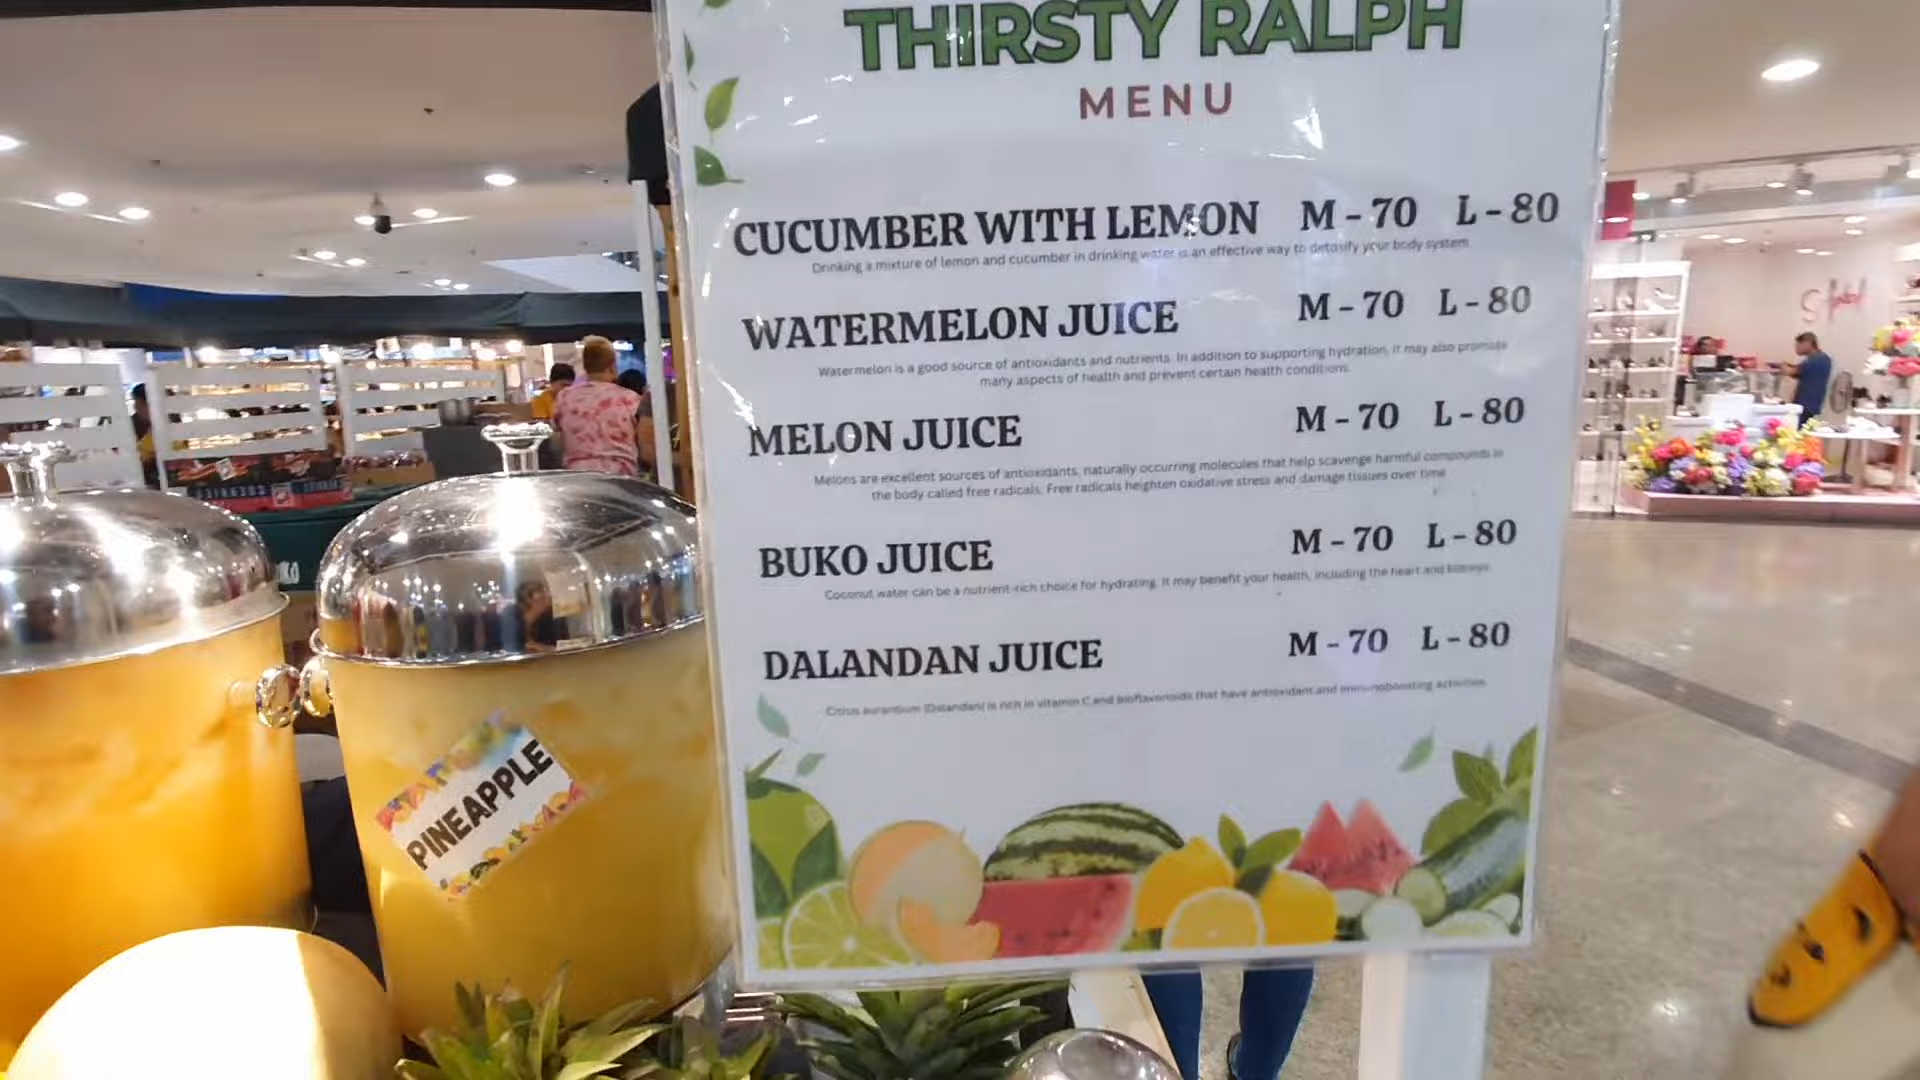 THIRSTY RALPH
MENU
CUCUMBER WITH LEMON M - 70 L - 80
Drinking a mixture of lemon and cucumber in drinking water is an effective way to detoxify your body system
WATERMELON JUICE M - 70 L - 80
Watermelon is a good source of antioxidants and nutrients. In addition to supporting hydration, it may also promote
many aspects of health and prevent certain health conditions.
MELON JUICE M - 70 L - 80
Melons are excellent sources of antioxidants, naturally occurring molecules that help scavenge harmful compounds in
the body called free radicals. Free radicals heighten oxidative stress and damage tissues over time
BUKO JUICE M - 70 L - 80
Coconut water can be a nutrient-rich choice for hydrating. It may benefit your health, including the heart and kidneys.
DALANDAN JUICE M - 70 L - 80
Citrus aurantium (Dalandan) is rich in vitamin C and bioflavonoids that have antioxidant and immunoboosting activities.
PINEAPPLE